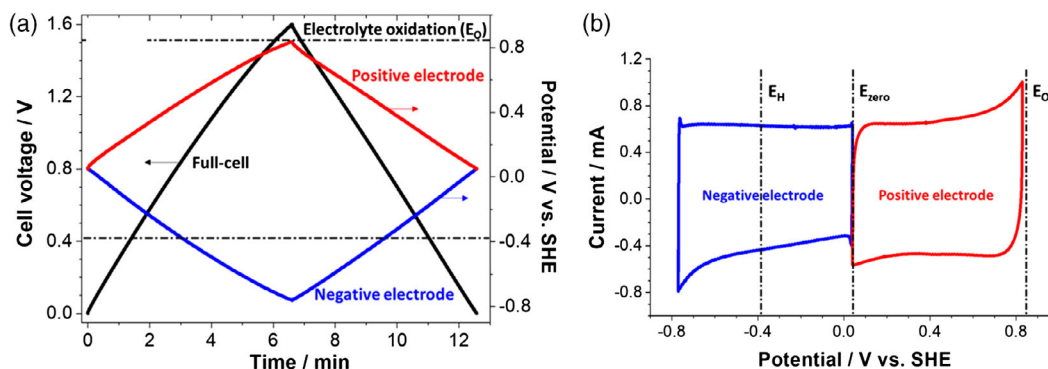 (a)
Cell voltage / V
1.6
1.2
0.8
0.4
0.0
Electrolyte oxidation (E₀)
Positive electrode
Full-cell
Negative electrode
0.8
0.4
0.0
-0.4
-0.8
Potential / V vs. SHE
0 2 4 6 8 10 12
Time / min
(b)
Current / mA
1.2
0.8
0.4
0.0
-0.4
-0.8
E_H
E_zero
E_O
Negative electrode
Positive electrode
-0.8 -0.4 0.0 0.4 0.8
Potential / V vs. SHE